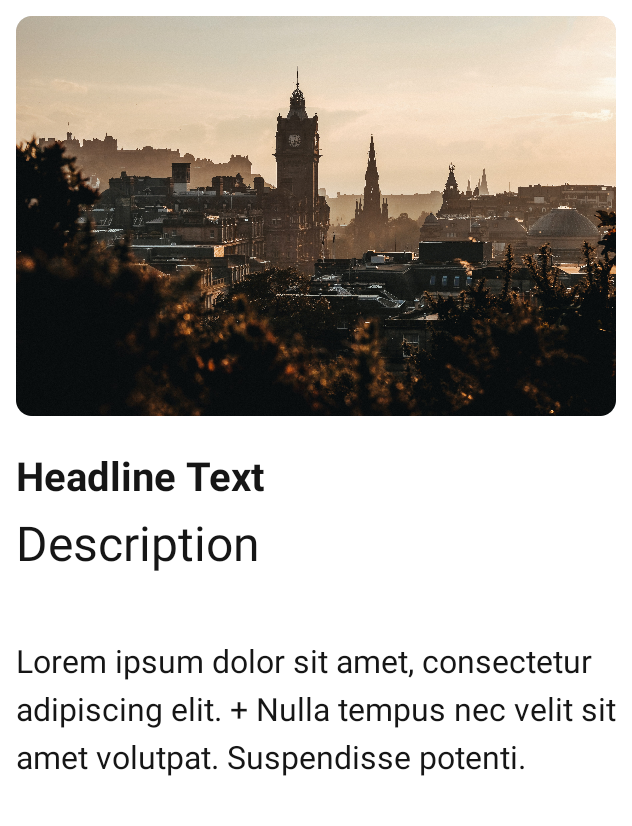 Headline Text
Description
Lorem ipsum dolor sit amet, consectetur
adipiscing elit. + Nulla tempus nec velit sit
amet volutpat. Suspendisse potenti.